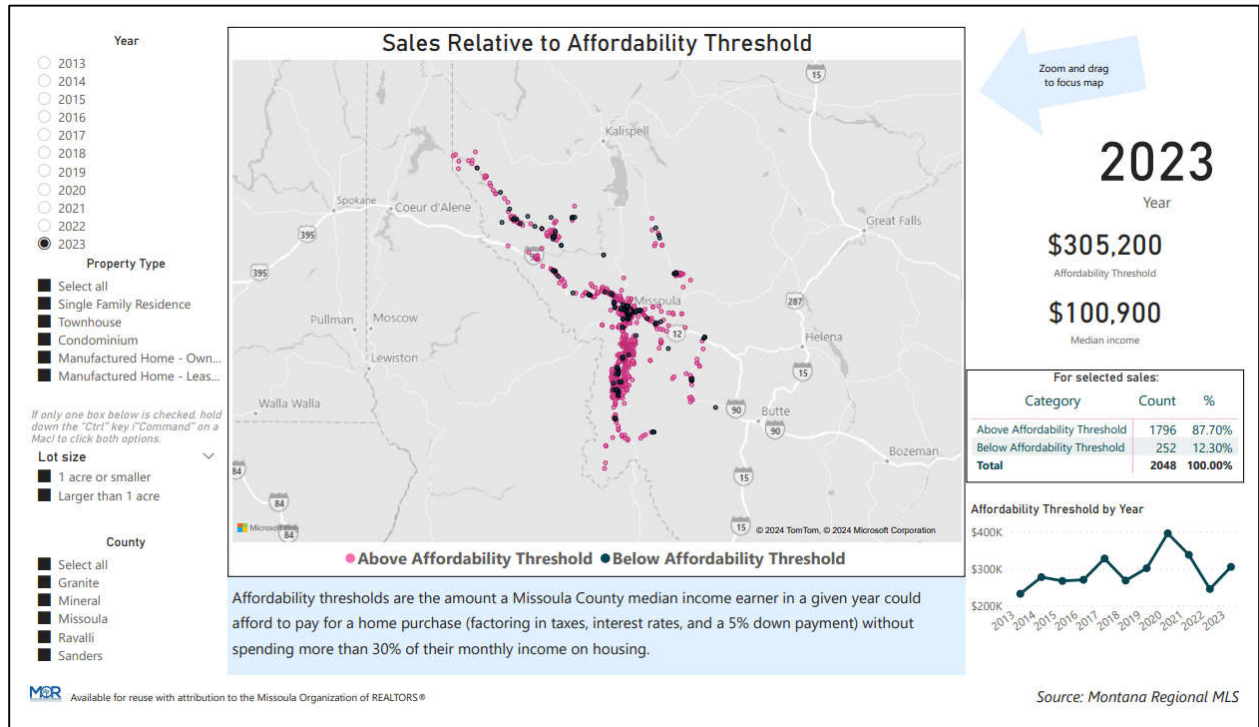 Year
2013
2014
2015
2016
2017
2018
2019
2020
2021
2022
2023
Property Type
Select all
Single Family Residence
Townhouse
Condominium
Manufactured Home - Own...
Manufactured Home - Leas...
If only one box below is checked, hold
down the "Ctrl" key ("Command" on a
Mac) to click both options.
Lot size
1 acre or smaller
Larger than 1 acre
County
Select all
Granite
Mineral
Missoula
Ravalli
Sanders
Sales Relative to Affordability Threshold
15
Kalispell
Spokane
Coeur d'Alene
Great Falls
395
395
Missoula
287
Pullman
Moscow
12
Helena
Lewiston
15
Walla Walla
90
Butte
90
Bozeman
84
15
84
84
15
Microsoft
© 2024 TomTom, © 2024 Microsoft Corporation
Above Affordability Threshold
Below Affordability Threshold
Affordability thresholds are the amount a Missoula County median income earner in a given year could
afford to pay for a home purchase (factoring in taxes, interest rates, and a 5% down payment) without
spending more than 30% of their monthly income on housing.
Zoom and drag
to focus map
2023
Year
$305,200
Affordability Threshold
$100,900
Median income
For selected sales:
Category Count %
Above Affordability Threshold 1796 87.70%
Below Affordability Threshold 252 12.30%
Total 2048 100.00%
Affordability Threshold by Year
$400K
$300K
$200K
2013 2014 2015 2016 2017 2018 2019 2020 2021 2022 2023
MOR Available for reuse with attribution to the Missoula Organization of REALTORS®
Source: Montana Regional MLS